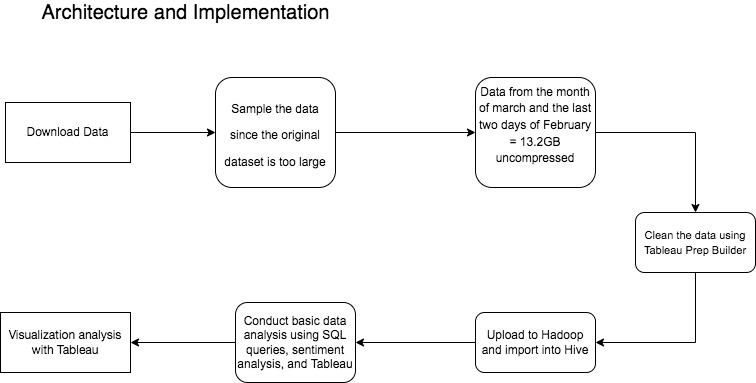 Architecture and Implementation
Download Data
Sample the data
since the original
dataset is too large
Data from the month
of march and the last
two days of February
= 13.2GB
uncompressed
Clean the data using
Tableau Prep Builder
Upload to Hadoop
and import into Hive
Conduct basic data
analysis using SQL
queries, sentiment
analysis, and Tableau
Visualization analysis
with Tableau